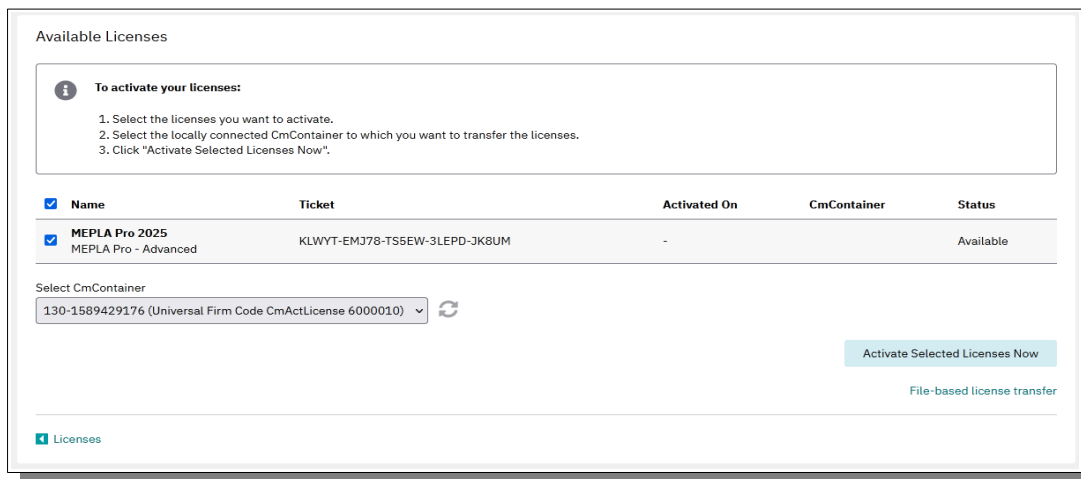 Available Licenses
To activate your licenses:
1. Select the licenses you want to activate.
2. Select the locally connected CmContainer to which you want to transfer the licenses.
3. Click "Activate Selected Licenses Now".
Name Ticket Activated On CmContainer Status
MEPLA Pro 2025
MEPLA Pro - Advanced
KLWYT-EMJ78-TS5EW-3LEPD-JK8UM - Available
Select CmContainer
130-1589429176 (Universal Firm Code CmActLicense 6000010)
Activate Selected Licenses Now
File-based license transfer
Licenses